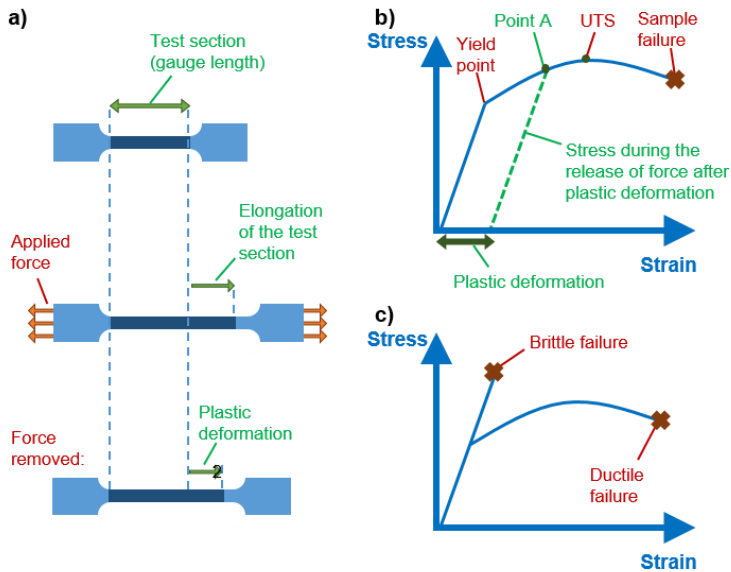 a)
Test section
(gauge length)
Elongation
of the test
section
Applied
force
Plastic
deformation
2
Force
removed:
b)
Stress
Point A
UTS
Sample
failure
Yield
point
Stress during the
release of force after
plastic deformation
Strain
Plastic deformation
c)
Stress
Brittle failure
Ductile
failure
Strain